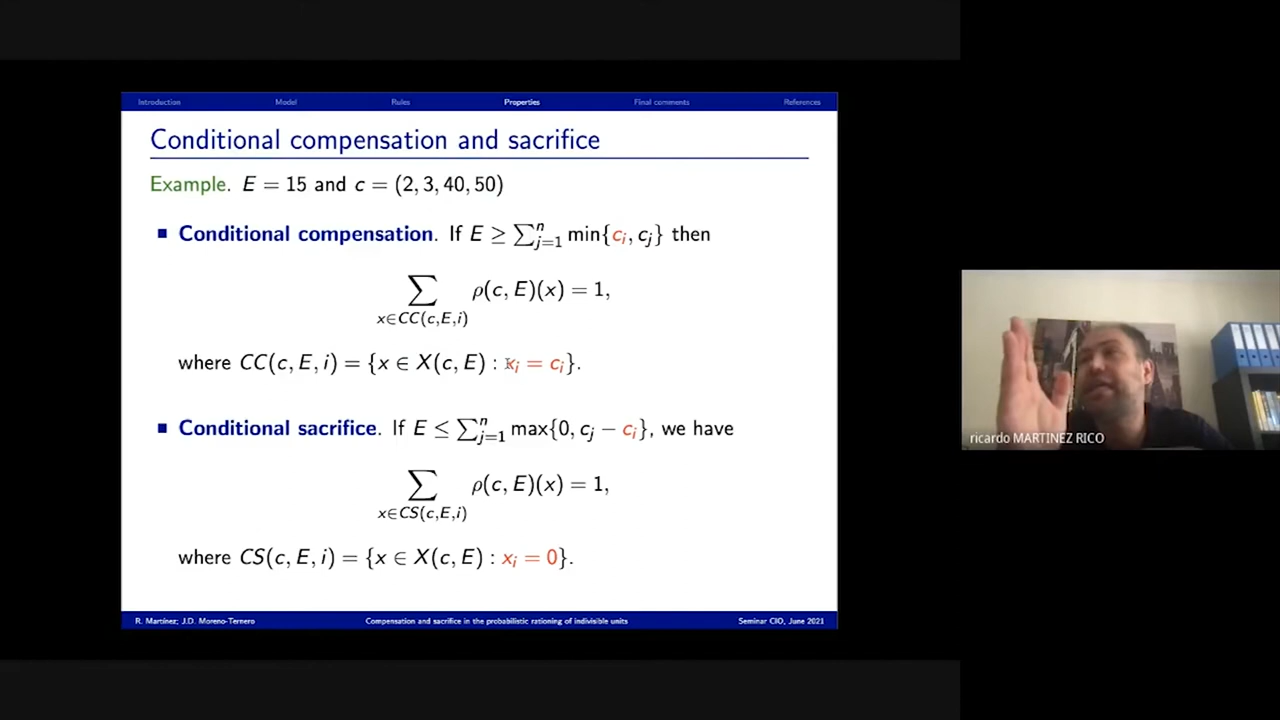 Introduction Model Rules Properties Final comments References
Conditional compensation and sacrifice
Example. E = 15 and c = (2, 3, 40, 50)
■ Conditional compensation. If E ≥ ∑ⁿⱼ₌₁ min{cᵢ, cⱼ} then
∑ ρ(c, E)(x) = 1,
x∈CC(c,E,i)
where CC(c, E, i) = {x ∈ X(c, E) : xᵢ = cᵢ}.
■ Conditional sacrifice. If E ≤ ∑ⁿⱼ₌₁ max{0, cⱼ − cᵢ}, we have
∑ ρ(c, E)(x) = 1,
x∈CS(c,E,i)
where CS(c, E, i) = {x ∈ X(c, E) : xᵢ = 0}.
R. Martínez; J.D. Moreno-Ternero Compensation and sacrifice in the probabilistic rationing of indivisible units Seminar CIO, June 2021
ricardo MARTINEZ RICO